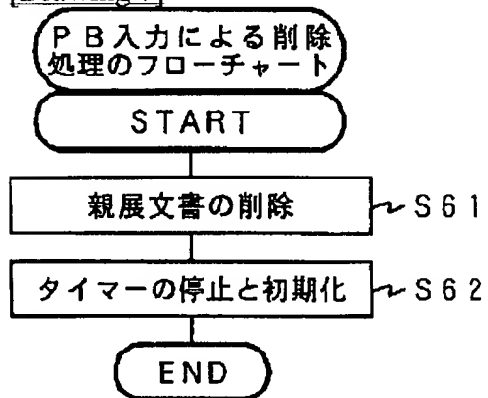 ＰＢ入力による削除
処理のフローチャート
START
親展文書の削除
S61
タイマーの停止と初期化
S62
END